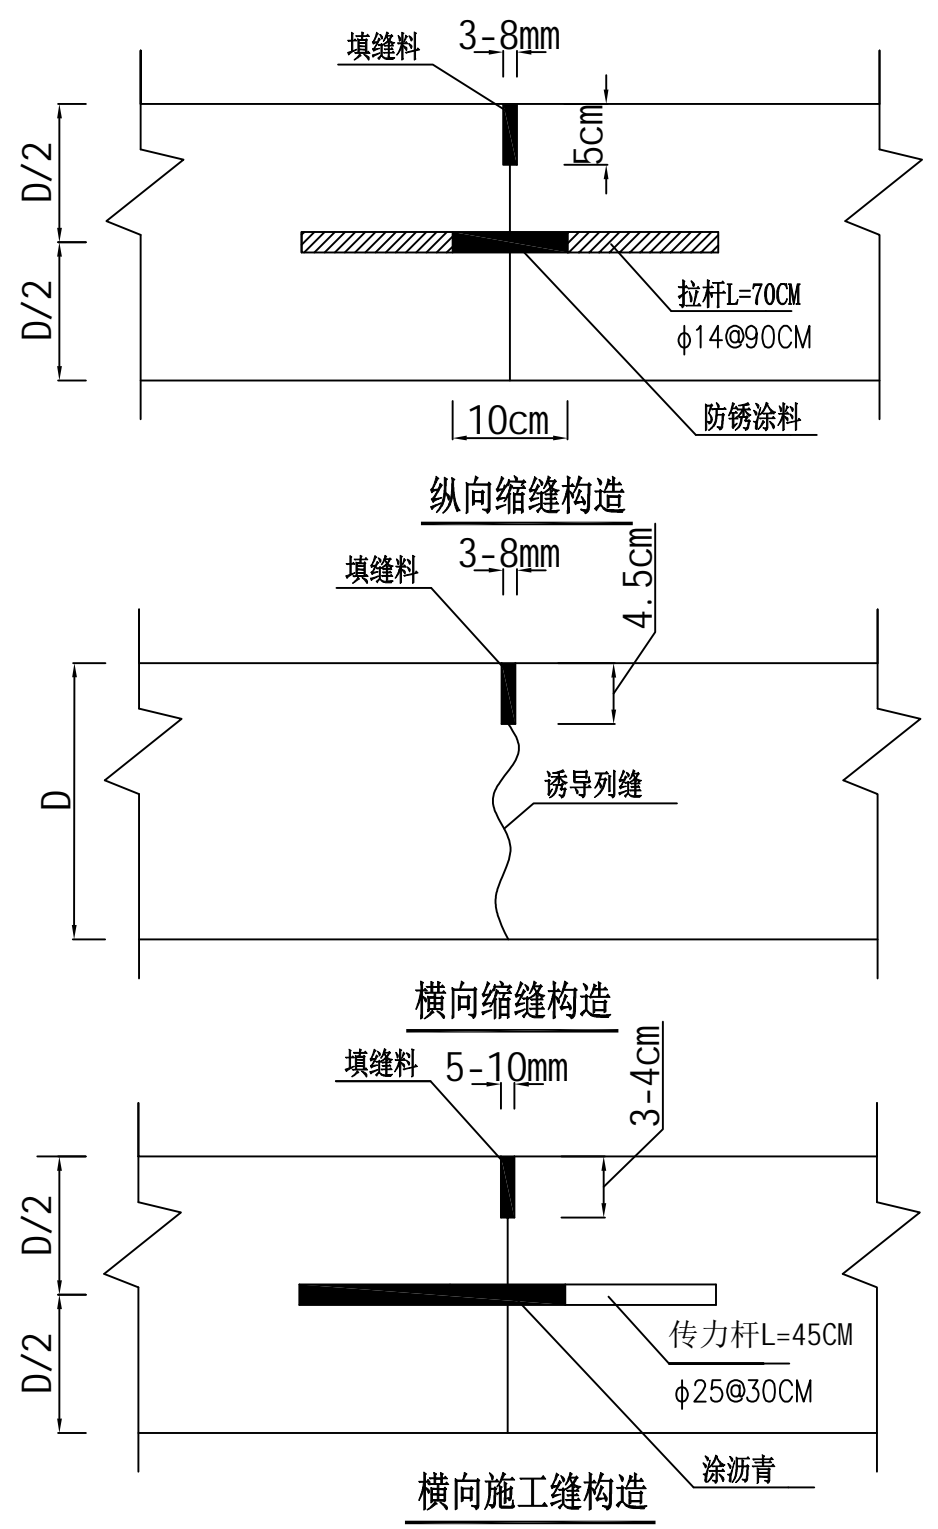 填缝料
3-8mm
5cm
D/2
D/2
拉杆L=70CM
ϕ14@90CM
10cm
防锈涂料
纵向缩缝构造
3-8mm
填缝料
4.5cm
D
诱导列缝
横向缩缝构造
填缝料
5-10mm
3-4cm
D/2
D/2
传力杆L=45CM
ϕ25@30CM
涂沥青
横向施工缝构造